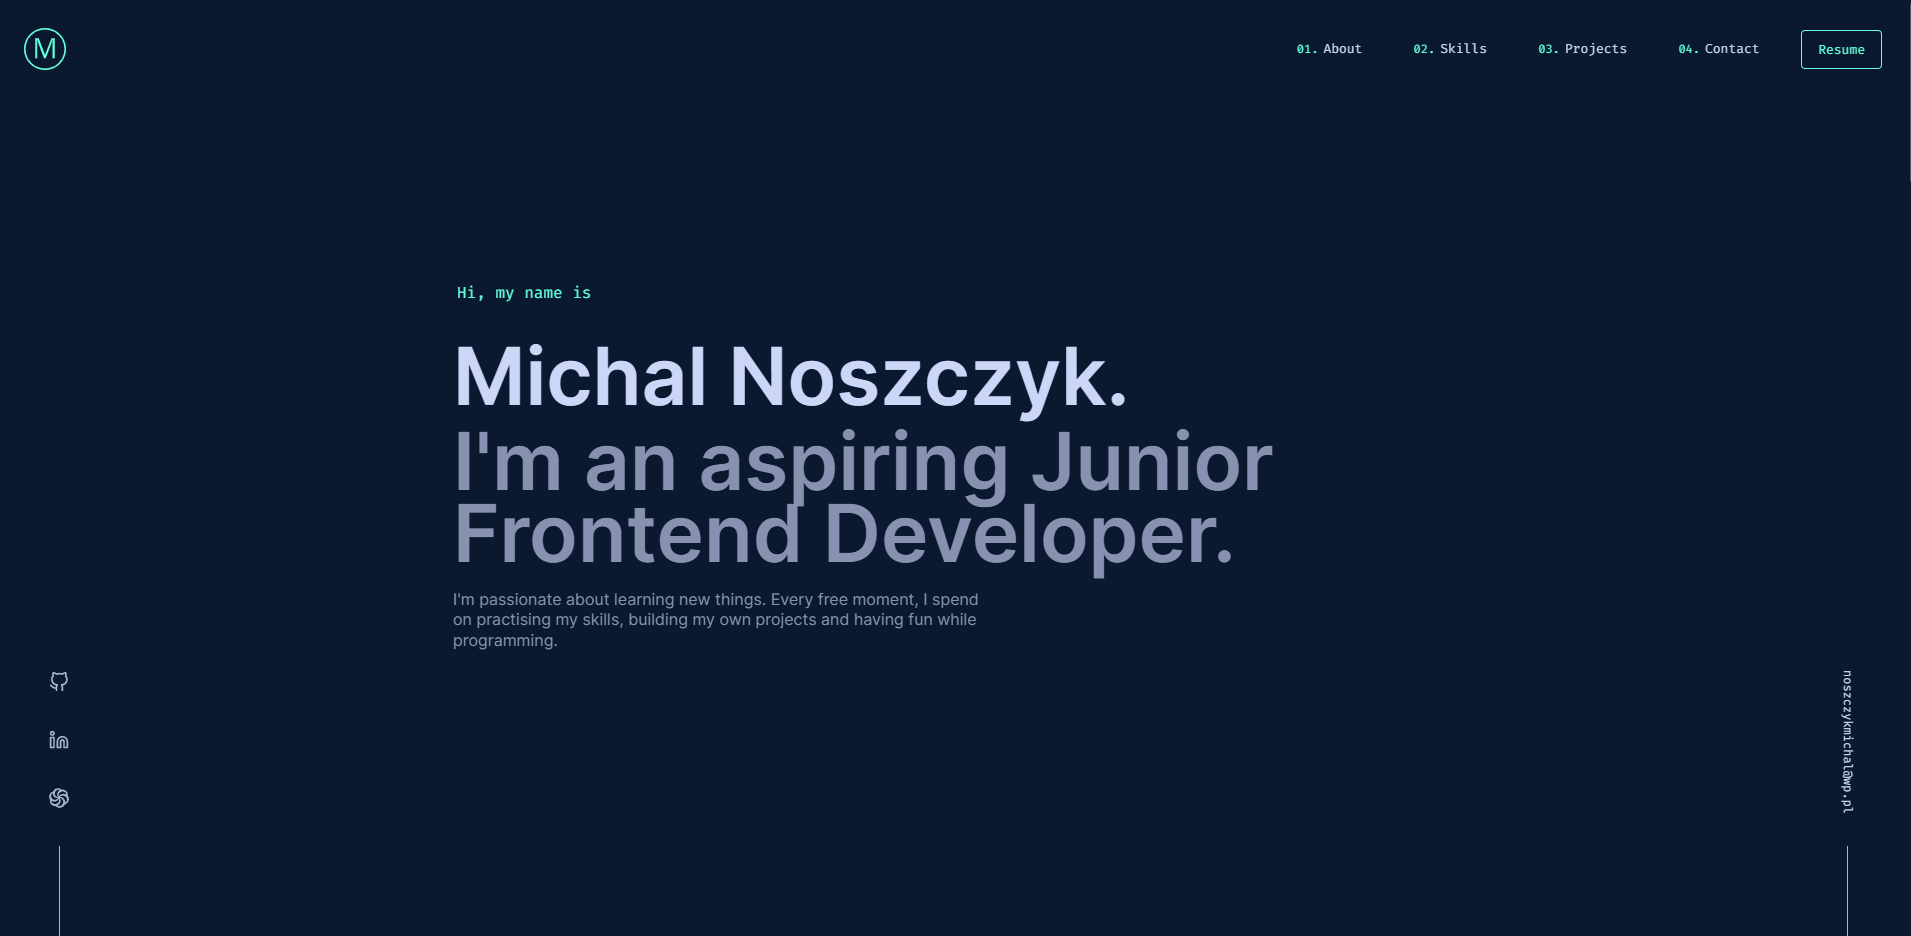 M
01. About
02. Skills
03. Projects
04. Contact
Resume
Hi, my name is
Michal Noszczyk.
I'm an aspiring Junior
Frontend Developer.
I'm passionate about learning new things. Every free moment, I spend
on practising my skills, building my own projects and having fun while
programming.
in
noszczykmichal@wp.pl